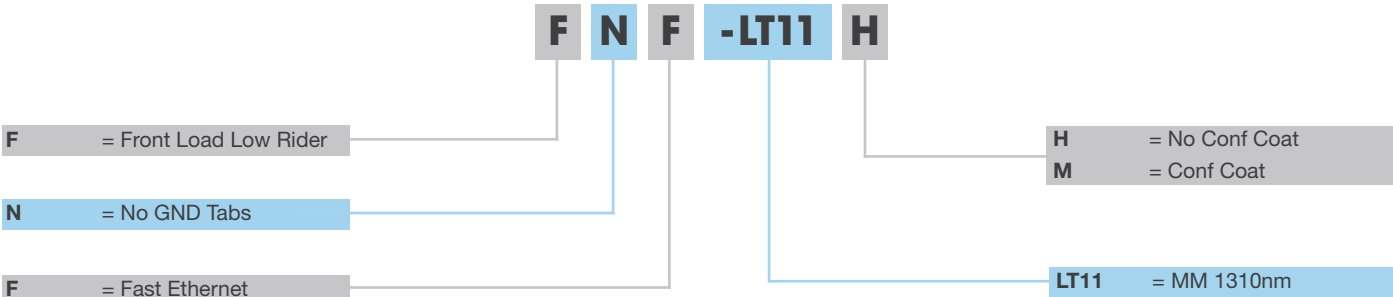 F N F -LT11 H
F = Front Load Low Rider
N = No GND Tabs
F = Fast Ethernet
H = No Conf Coat
M = Conf Coat
LT11 = MM 1310nm